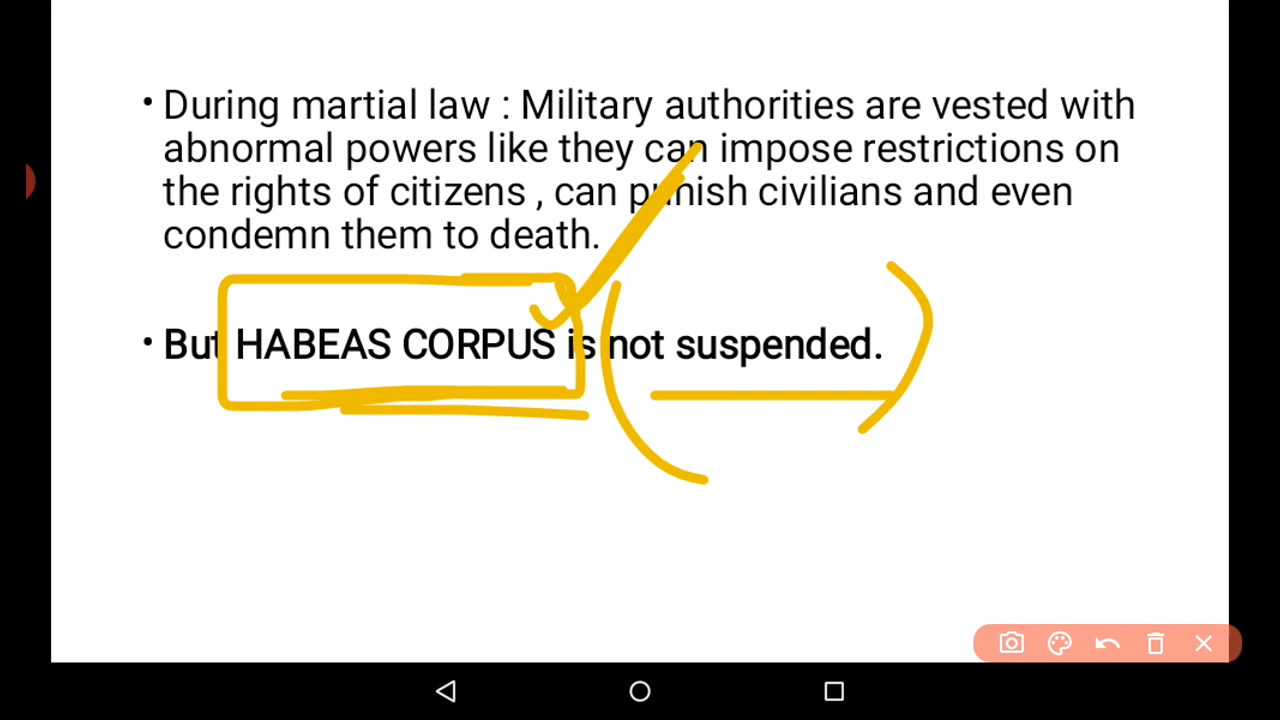 • During martial law : Military authorities are vested with
abnormal powers like they can impose restrictions on
the rights of citizens , can punish civilians and even
condemn them to death.
• But HABEAS CORPUS is not suspended.